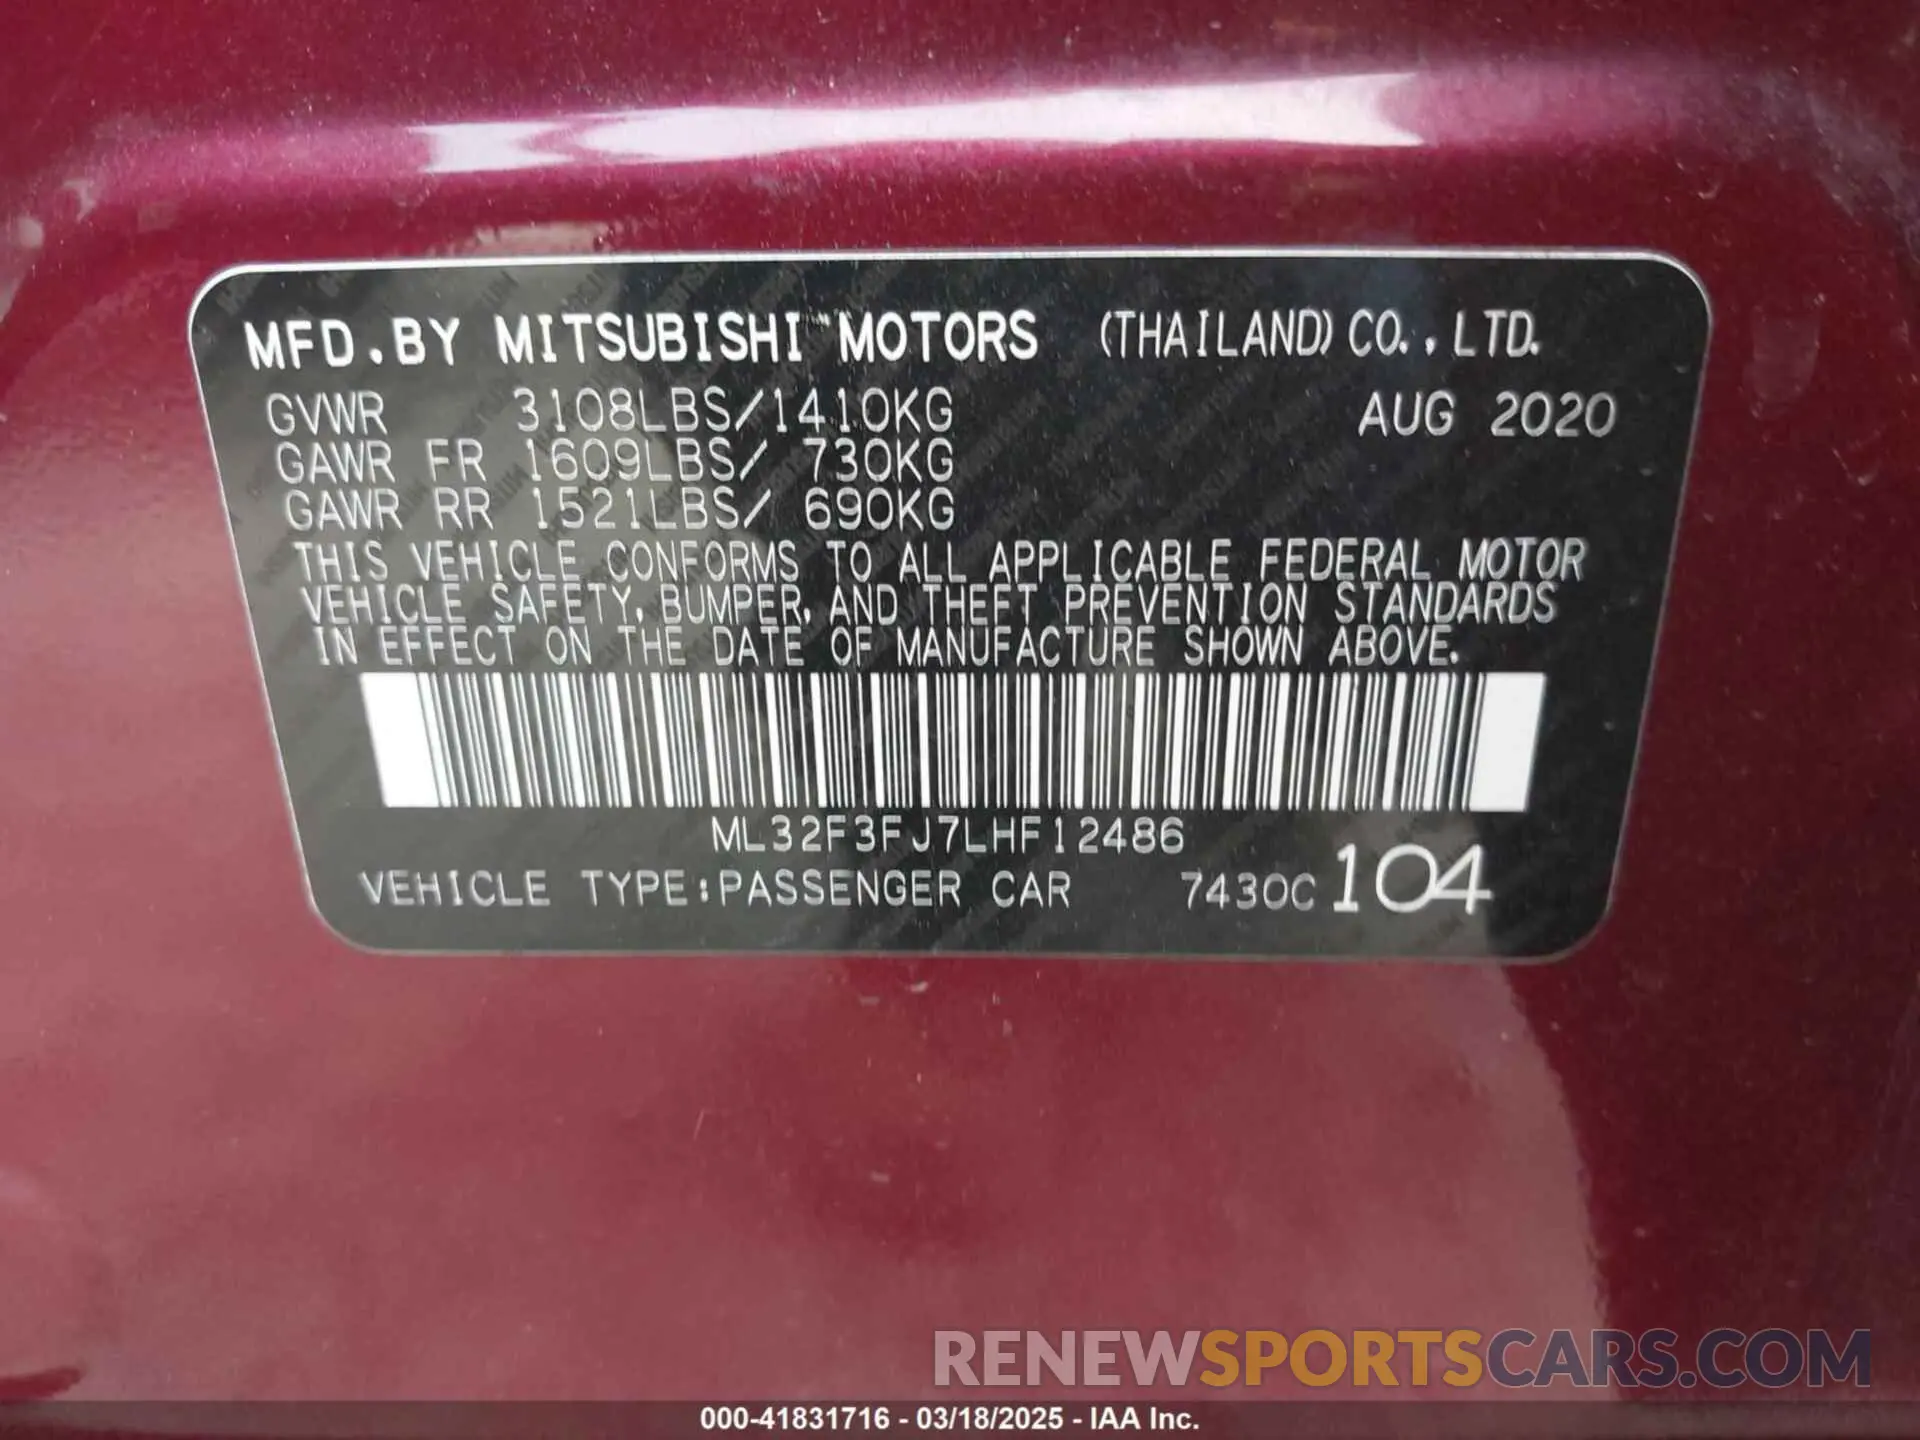 MFD.BY MITSUBISHI MOTORS (THAILAND) CO., LTD.
GVWR 3108LBS/1410KG AUG 2020
GAWR FR 1609LBS/ 730KG
GAWR RR 1521LBS/ 690KG
THIS VEHICLE CONFORMS TO ALL APPLICABLE FEDERAL MOTOR
VEHICLE SAFETY, BUMPER, AND THEFT PREVENTION STANDARDS
IN EFFECT ON THE DATE OF MANUFACTURE SHOWN ABOVE.
ML32F3FJ7LHF12486
VEHICLE TYPE:PASSENGER CAR 7430C 104
RENEWSPORTSCARS.COM
000-41831716 - 03/18/2025 - IAA Inc.